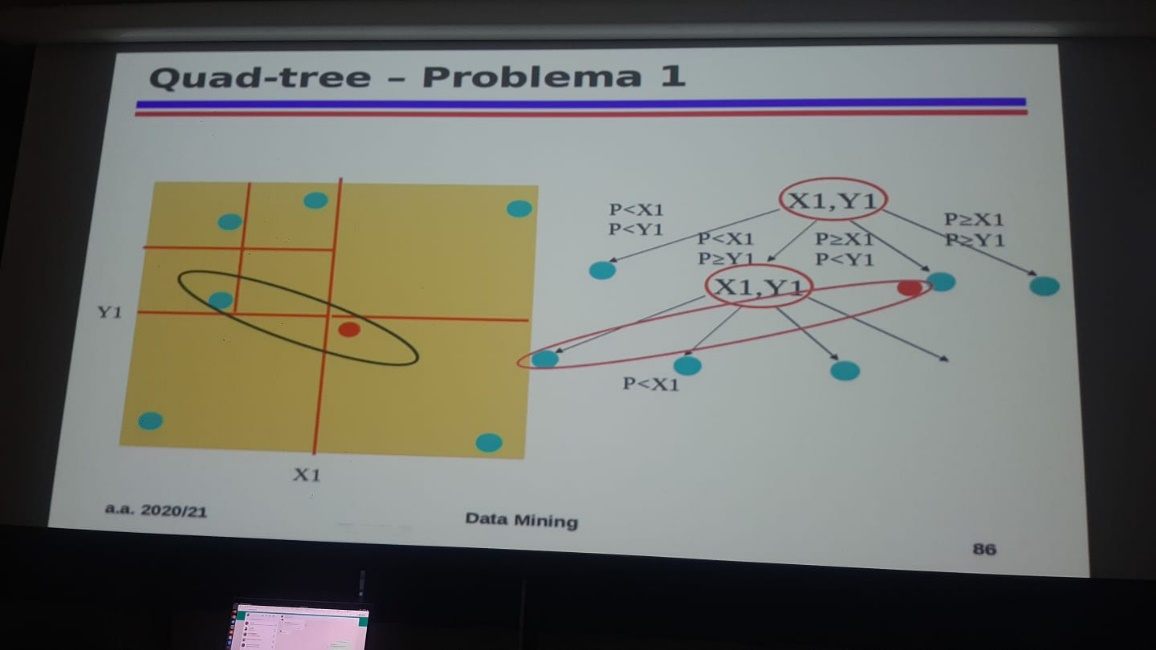 Quad-tree – Problema 1
X1,Y1
P<X1
P<Y1
P<X1
P≥Y1
P≥X1
P<Y1
P≥X1
P≥Y1
X1,Y1
Y1
P<X1
X1
a.a. 2020/21
Data Mining
86